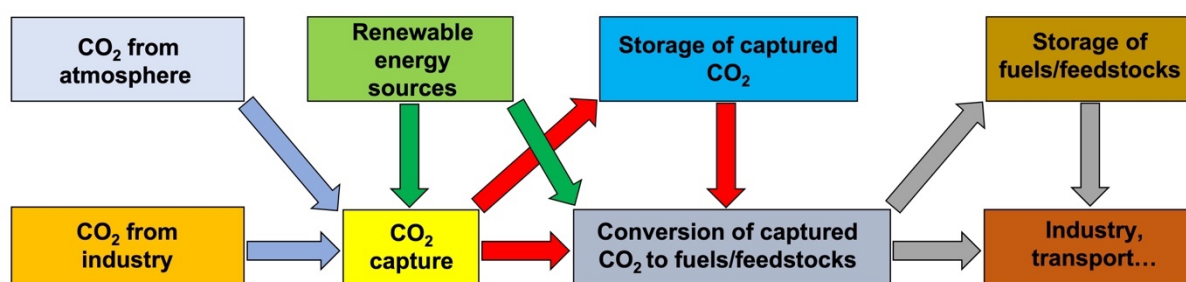 CO₂ from
atmosphere
Renewable
energy
sources
Storage of captured
CO₂
Storage of
fuels/feedstocks
CO₂ from
industry
CO₂
capture
Conversion of captured
CO₂ to fuels/feedstocks
Industry,
transport...